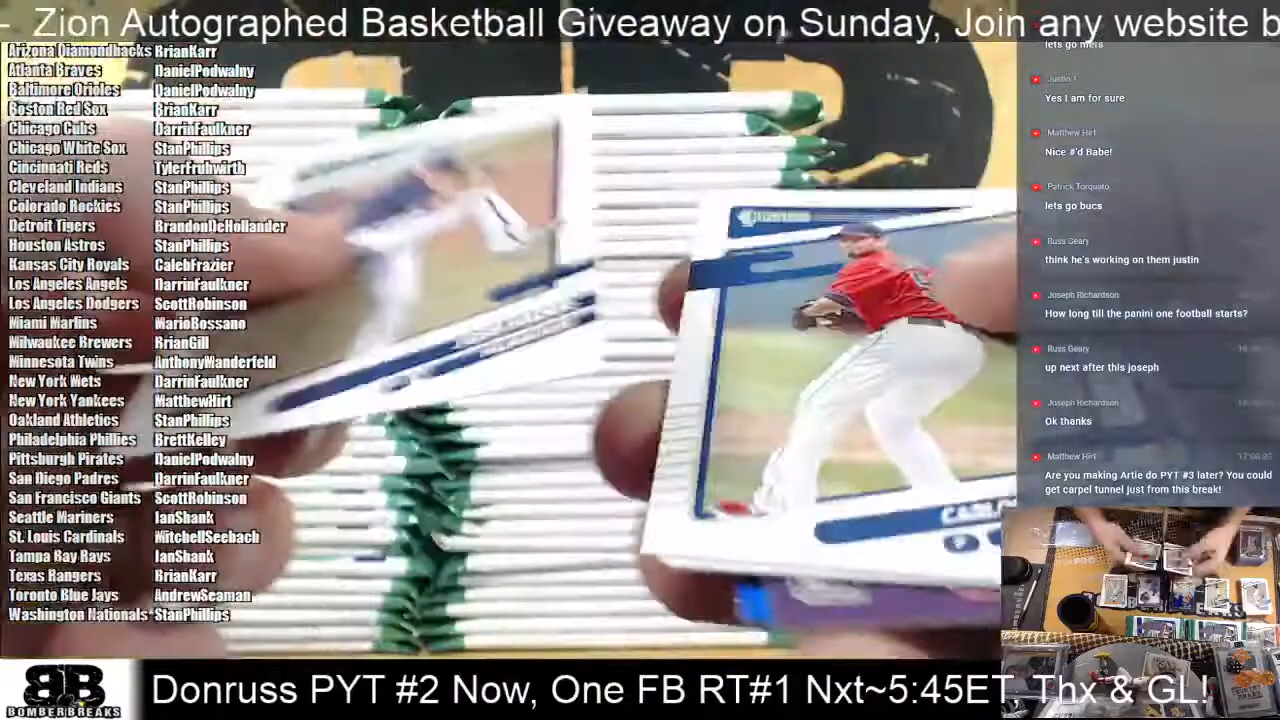 Zion Autographed Basketball Giveaway on Sunday, Join any website b
Arizona Diamondbacks BrianKarr
Atlanta Braves DanielPodwalny
Baltimore Orioles DanielPodwalny
Boston Red Sox BrianKarr
Chicago Cubs DarrinFaulkner
Chicago White Sox StanPhillips
Cincinnati Reds TylerFruhwirth
Cleveland Indians StanPhillips
Colorado Rockies StanPhillips
Detroit Tigers BrandonDeHollander
Houston Astros StanPhillips
Kansas City Royals CalebFrazier
Los Angeles Angels DarrinFaulkner
Los Angeles Dodgers ScottRobinson
Miami Marlins MarioBossano
Milwaukee Brewers BrianGill
Minnesota Twins AnthonyManderfeld
New York Mets DarrinFaulkner
New York Yankees MatthewHirt
Oakland Athletics StanPhillips
Philadelphia Phillies BrettKelley
Pittsburgh Pirates DanielPodwalny
San Diego Padres DarrinFaulkner
San Francisco Giants ScottRobinson
Seattle Mariners IanShank
St. Louis Cardinals MitchellSeebach
Tampa Bay Rays IanShank
Texas Rangers BrianKarr
Toronto Blue Jays AndrewSeaman
Washington Nationals StanPhillips
lets go mets
Justin
Yes I am for sure
Matthew Hirt
Nice #'d Babe!
Patrick Torquato
lets go bucs
Russ Geary
think he's working on them justin
Joseph Richardson
How long till the panini one football starts?
Russ Geary
up next after this joseph
Joseph Richardson
Ok thanks
Matthew Hirt
Are you making Artie do PYT #3 later? You could
get carpel tunnel just from this break!
BOMBERBREAKS
Donruss PYT #2 Now, One FB RT#1 Nxt~5:45ET. Thx & GL!